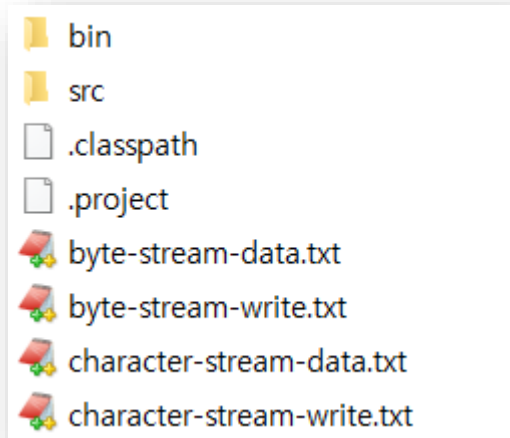 bin
src
.classpath
.project
byte-stream-data.txt
byte-stream-write.txt
character-stream-data.txt
character-stream-write.txt